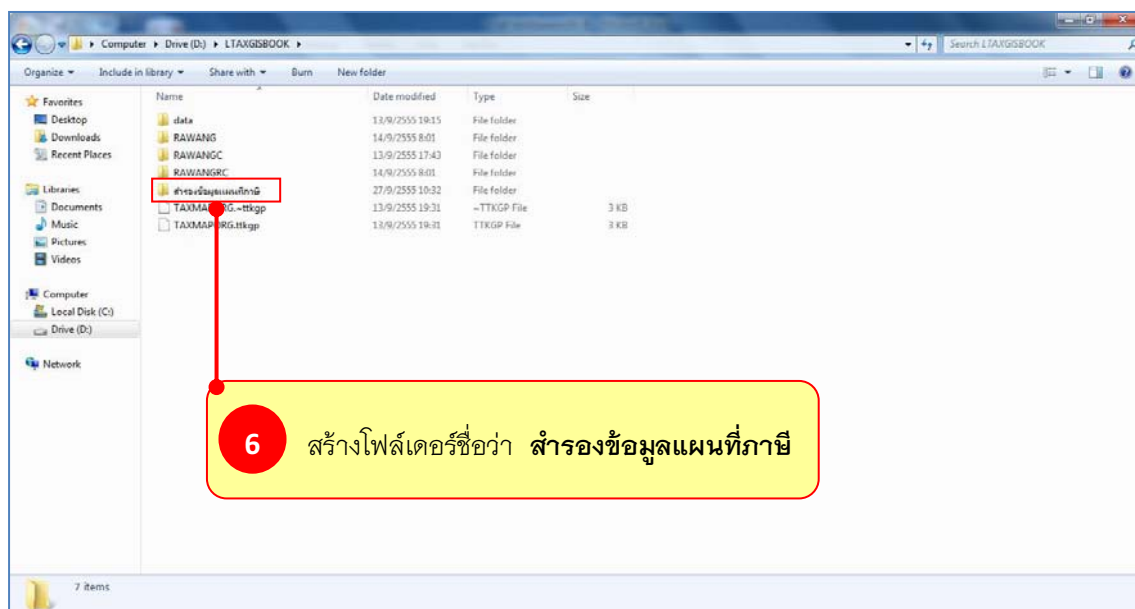 Computer ▸ Drive (D:) ▸ LTAXGISBOOK ▸ Search LTAXGISBOOK
Organize Include in library Share with Burn New folder
Favorites
Desktop
Downloads
Recent Places
Libraries
Documents
Music
Pictures
Videos
Computer
Local Disk (C:)
Drive (D:)
Network
Name Date modified Type Size
data 13/9/2555 19:15 File folder
RAWANG 14/9/2555 8:01 File folder
RAWANGC 13/9/2555 17:43 File folder
RAWANGRC 14/9/2555 8:01 File folder
สำรองข้อมูลแผนที่ภาษี 27/9/2555 10:32 File folder
TAXMAPORG.~ttkgp 13/9/2555 19:31 ~TTKGP File 3 KB
TAXMAPORG.ttkgp 13/9/2555 19:31 TTKGP File 3 KB
6 สร้างโฟล์เดอร์ชื่อว่า สำรองข้อมูลแผนที่ภาษี
7 items